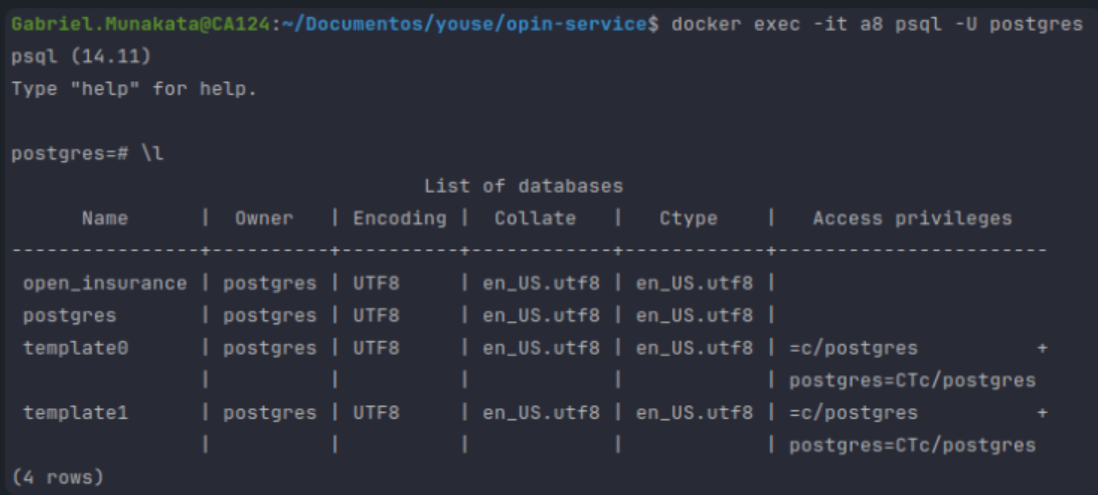 Gabriel.Munakata@CA124:~/Documentos/youse/opin-service$ docker exec -it a8 psql -U postgres
psql (14.11)
Type "help" for help.
postgres=# \l
                                   List of databases
      Name      |  Owner   | Encoding |  Collate   |   Ctype    |   Access privileges
----------------+----------+----------+------------+------------+-----------------------
 open_insurance | postgres | UTF8     | en_US.utf8 | en_US.utf8 |
 postgres       | postgres | UTF8     | en_US.utf8 | en_US.utf8 |
 template0      | postgres | UTF8     | en_US.utf8 | en_US.utf8 | =c/postgres          +
                |          |          |            |            | postgres=CTc/postgres
 template1      | postgres | UTF8     | en_US.utf8 | en_US.utf8 | =c/postgres          +
                |          |          |            |            | postgres=CTc/postgres
(4 rows)